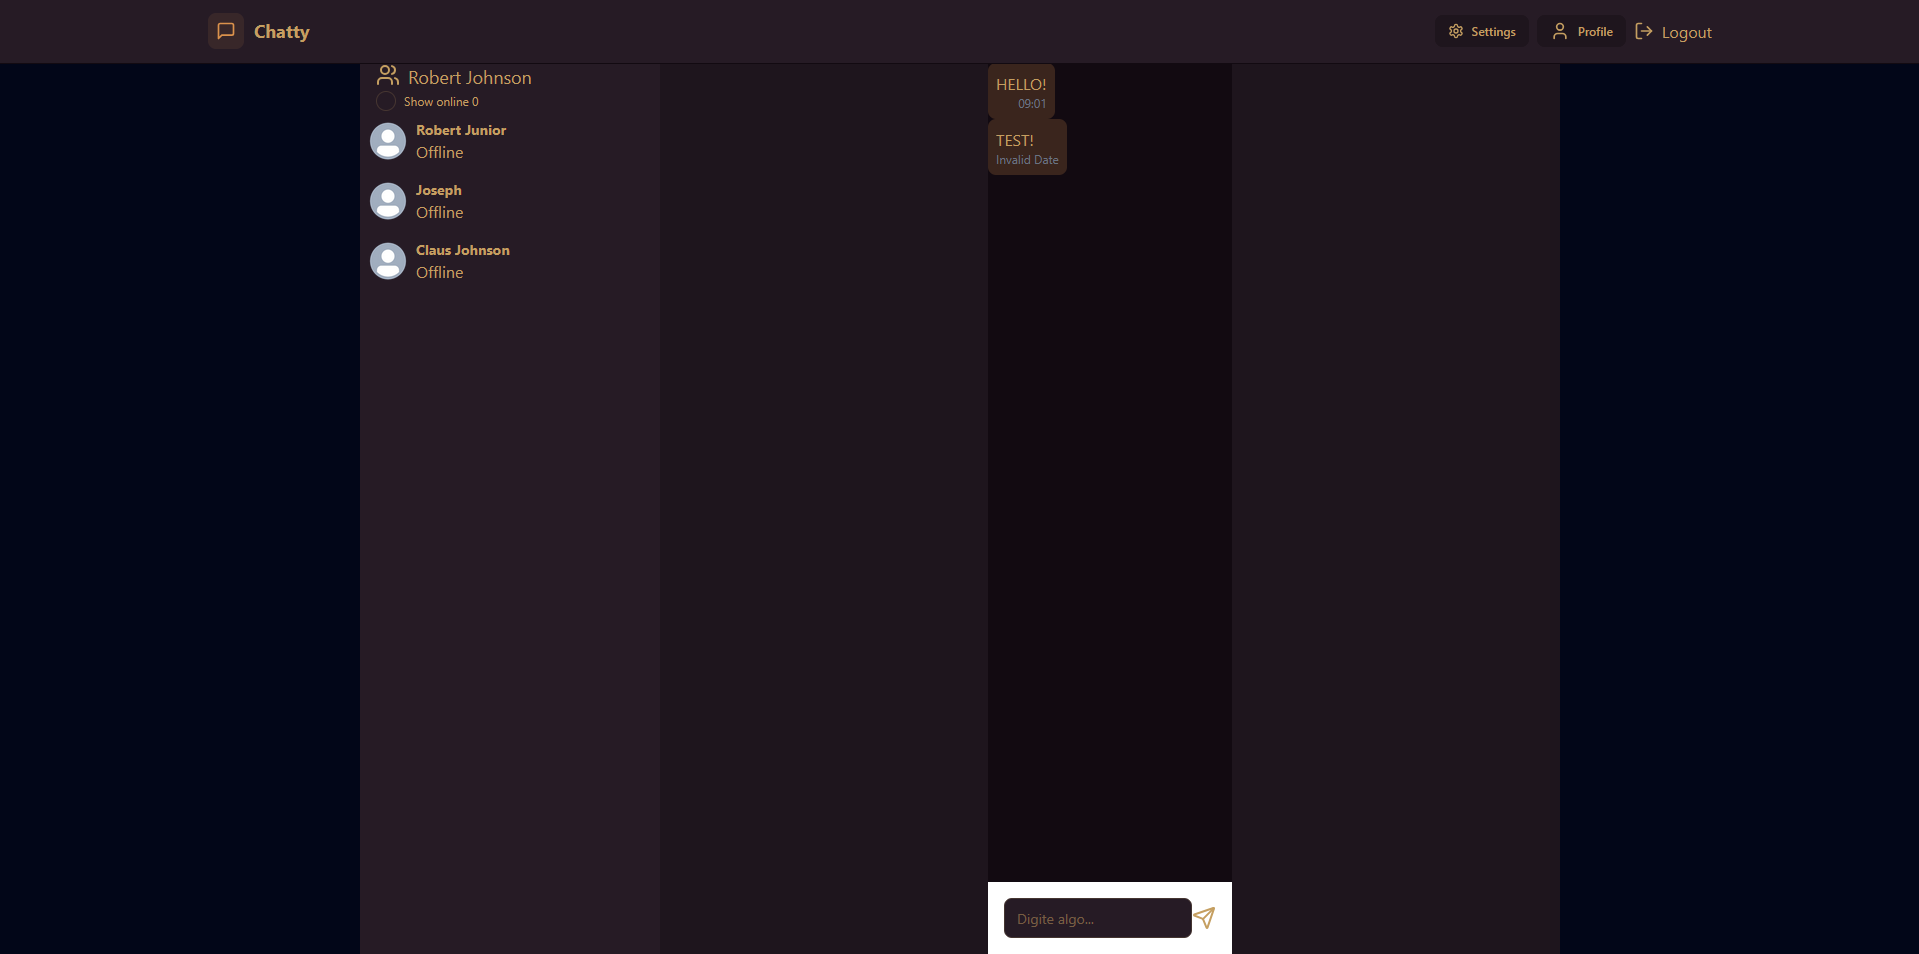 Chatty
Settings
Profile
Logout
Robert Johnson
Show online 0
Robert Junior
Offline
Joseph
Offline
Claus Johnson
Offline
HELLO!
09:01
TEST!
Invalid Date
Digite algo...